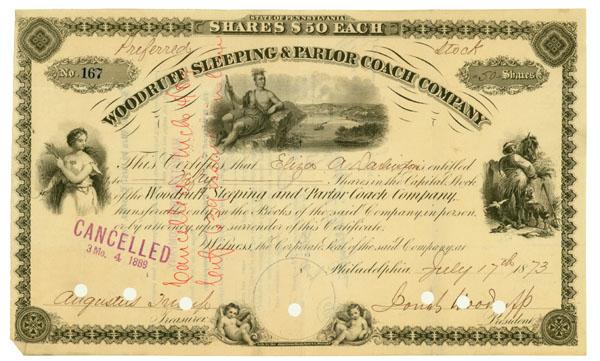 STATE OF PENNSYLVANIA
SHARES $50 EACH
Preferred Stock
No. 167
50 Shares
WOODRUFF SLEEPING & PARLOR COACH COMPANY
This Certifies, that Eliza A. is entitled
to Fifty Shares in the Capital Stock
of the Woodruff Sleeping and Parlor Coach Company,
transferable only on the Books of the said Company, in person,
or by attorney, upon surrender of this Certificate.
Witness, the Corporate Seal of the said Company, at
Philadelphia July 17th 1873
CANCELLED
3 Mo. 4 1889
Cancelled
Augustus
Treasurer
Jonah Woodruff
President